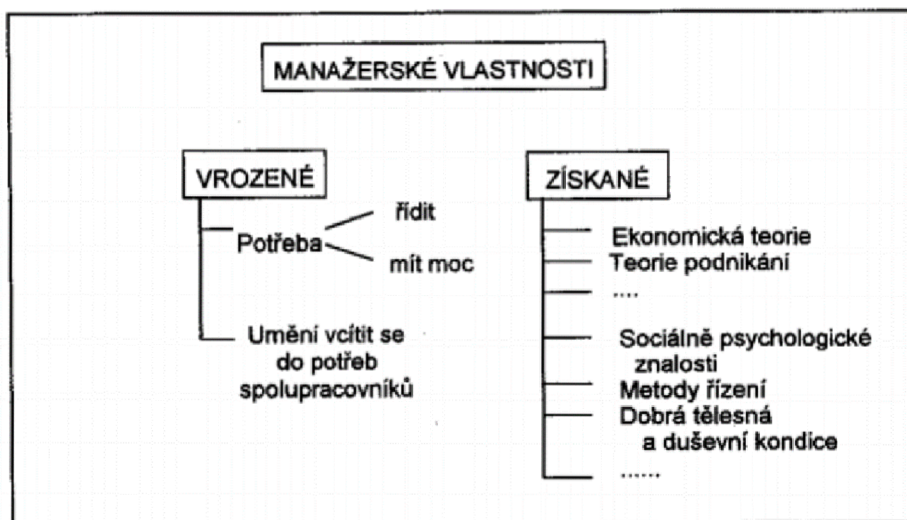 MANAŽERSKÉ VLASTNOSTI
VROZENÉ
Potřeba
řídit
mít moc
Umění vcítit se
do potřeb
spolupracovníků
ZÍSKANÉ
Ekonomická teorie
Teorie podnikání
....
Sociálně psychologické
znalosti
Metody řízení
Dobrá tělesná
a duševní kondice
......